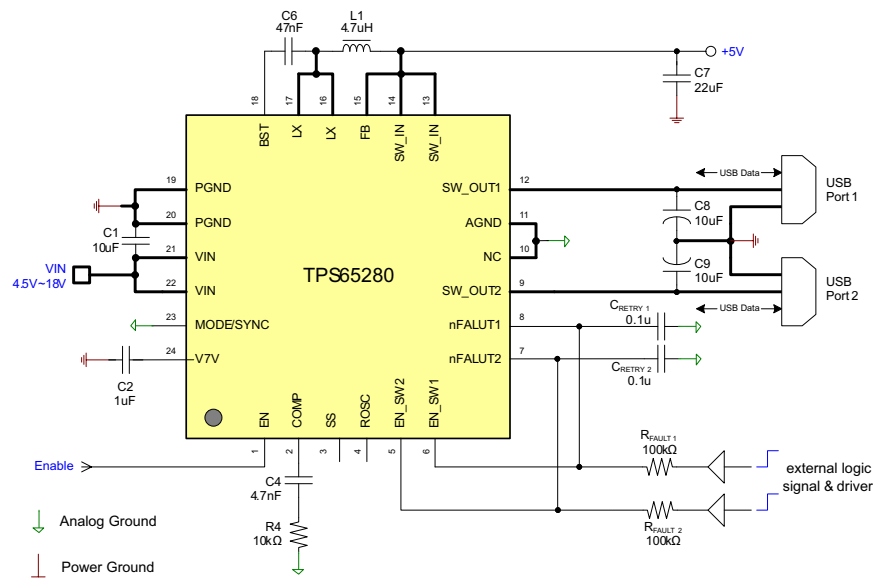 C6
47nF
L1
4.7uH
+5V
C7
22uF
18
17
16
15
14
13
BST
LX
LX
FB
SW_IN
SW_IN
19
PGND
20
PGND
C1
10uF
21
VIN
VIN
4.5V~18V
22
VIN
23
MODE/SYNC
24
V7V
C2
1uF
TPS65280
SW_OUT1
12
AGND
11
NC
10
SW_OUT2
9
nFALUT1
8
nFALUT2
7
USB Data
USB
Port 1
C8
10uF
C9
10uF
USB
Port 2
USB Data
CRETRY 1
0.1u
CRETRY 2
0.1u
EN
COMP
SS
ROSC
EN_SW2
EN_SW1
1
2
3
4
5
6
Enable
C4
4.7nF
R4
10kΩ
RFAULT 1
100kΩ
RFAULT 2
100kΩ
external logic
signal & driver
Analog Ground
Power Ground